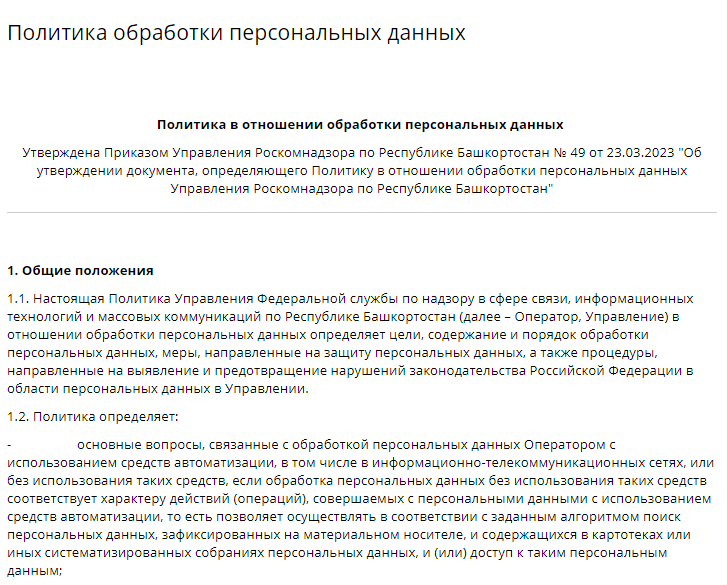 Политика обработки персональных данных
Политика в отношении обработки персональных данных
Утверждена Приказом Управления Роскомнадзора по Республике Башкортостан № 49 от 23.03.2023 "Об
утверждении документа, определяющего Политику в отношении обработки персональных данных
Управления Роскомнадзора по Республике Башкортостан"
1. Общие положения
1.1. Настоящая Политика Управления Федеральной службы по надзору в сфере связи, информационных
технологий и массовых коммуникаций по Республике Башкортостан (далее – Оператор, Управление) в
отношении обработки персональных данных определяет цели, содержание и порядок обработки
персональных данных, меры, направленные на защиту персональных данных, а также процедуры,
направленные на выявление и предотвращение нарушений законодательства Российской Федерации в
области персональных данных в Управлении.
1.2. Политика определяет:
- основные вопросы, связанные с обработкой персональных данных Оператором с
использованием средств автоматизации, в том числе в информационно-телекоммуникационных сетях, или
без использования таких средств, если обработка персональных данных без использования таких средств
соответствует характеру действий (операций), совершаемых с персональными данными с использованием
средств автоматизации, то есть позволяет осуществлять в соответствии с заданным алгоритмом поиск
персональных данных, зафиксированных на материальном носителе, и содержащихся в картотеках или
иных систематизированных собраниях персональных данных, и (или) доступ к таким персональным
данным;